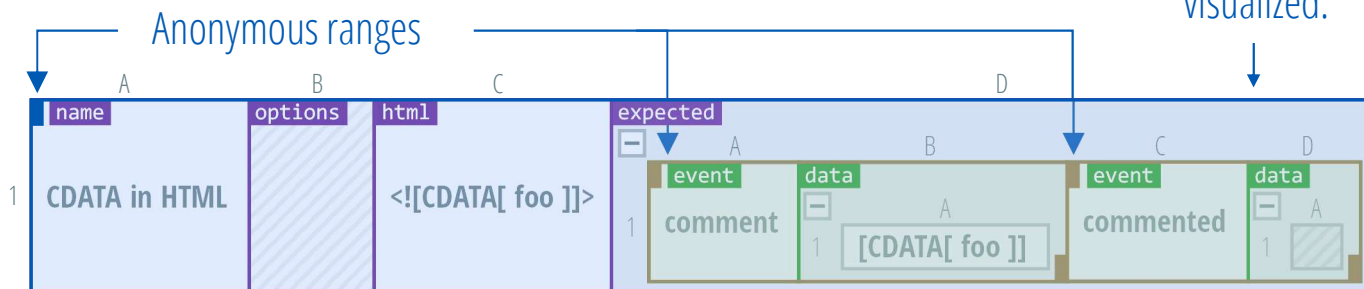 visualized.
Anonymous ranges
A B C D
name options html expected
A B C D
event data event data
1 CDATA in HTML <![CDATA[ foo ]]> 1 comment A commented A
1 [CDATA[ foo ]] 1